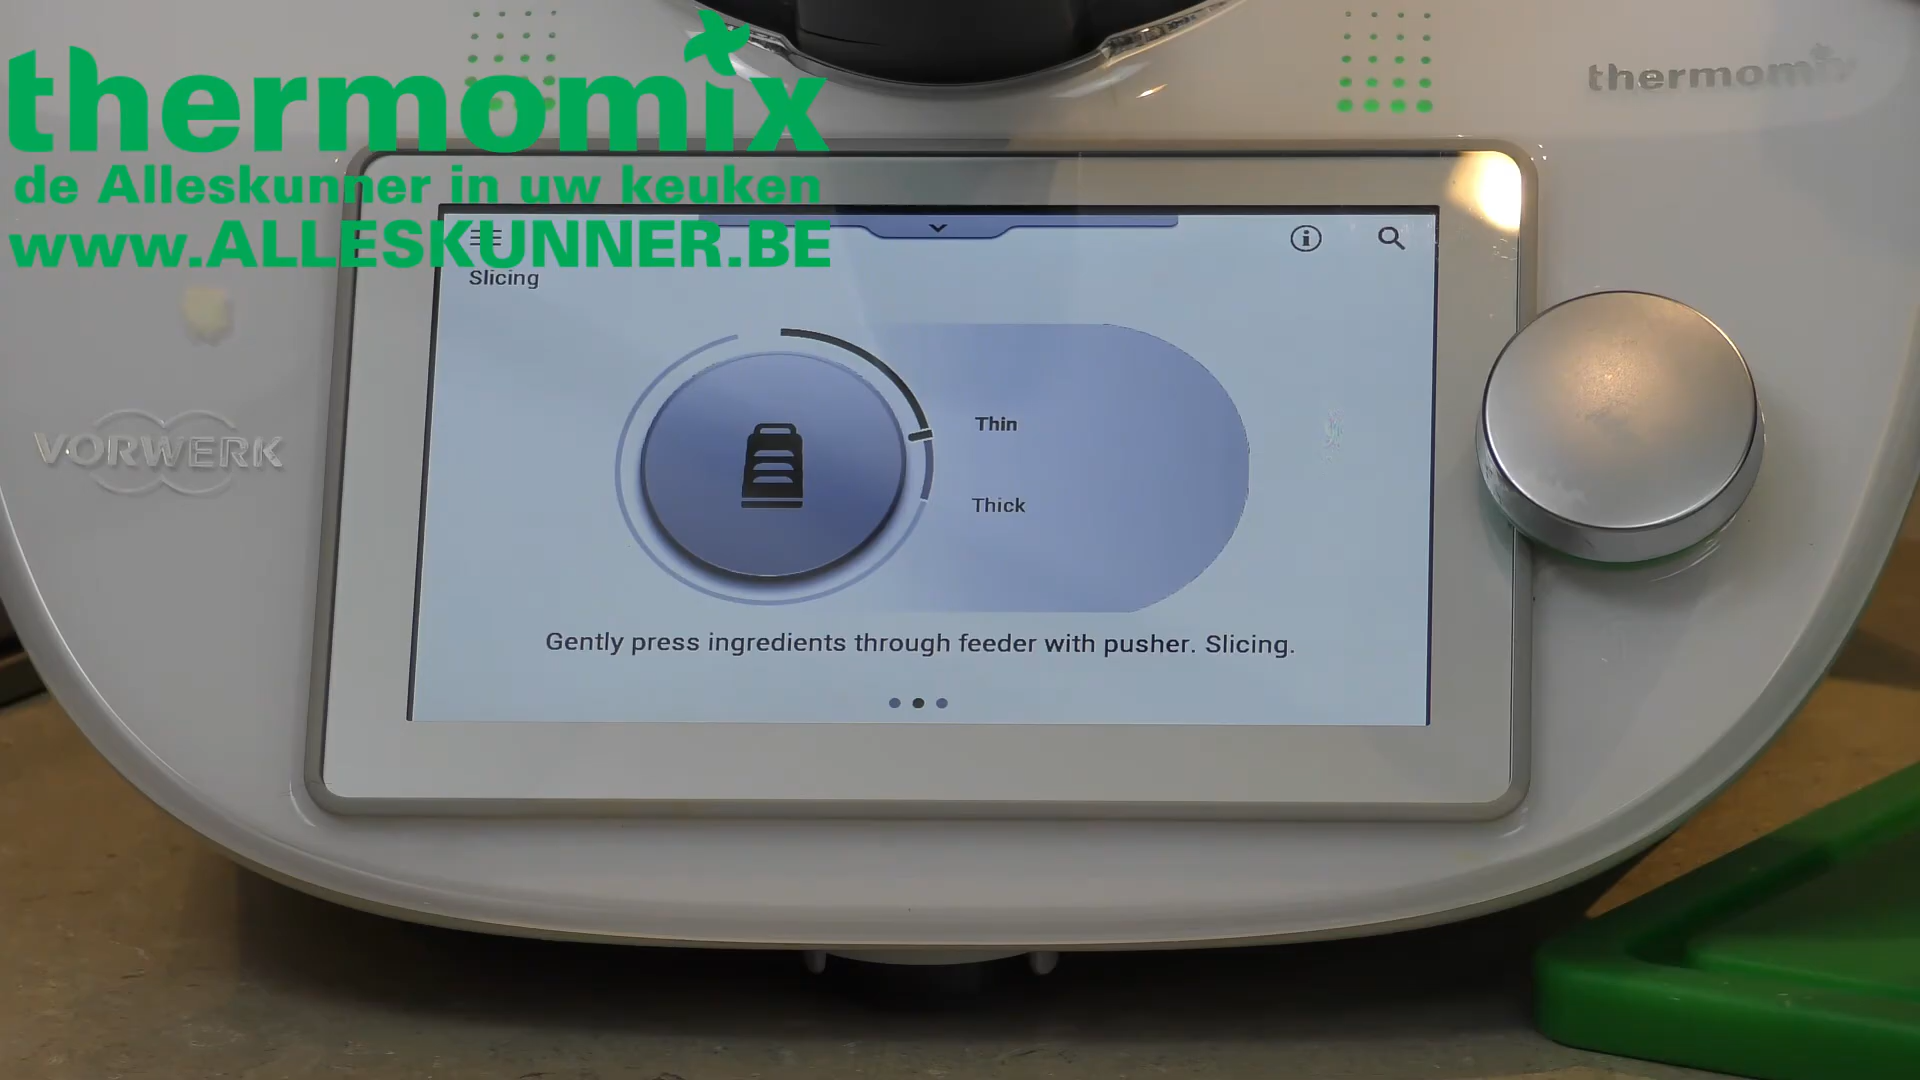 thermomix
de Alleskunner in uw keuken
www.ALLESKUNNER.BE
thermomix
VORWERK
Slicing
Thin
Thick
Gently press ingredients through feeder with pusher. Slicing.